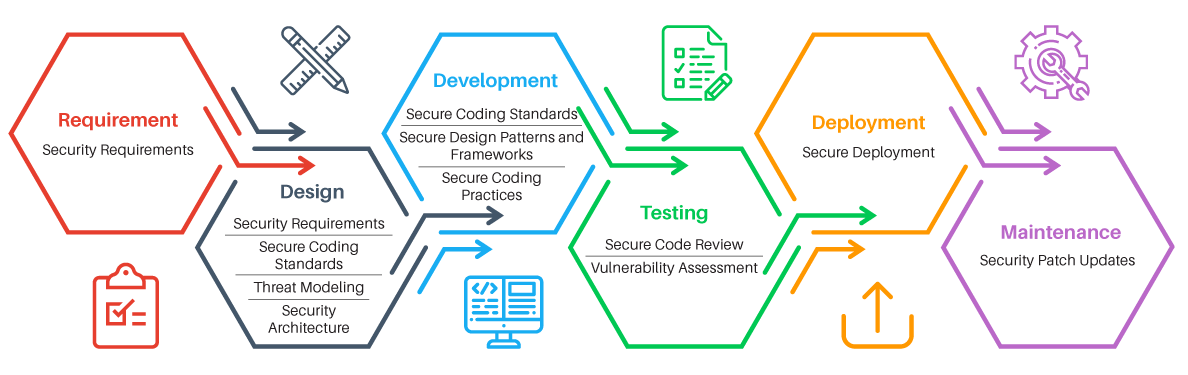 Requirement
Security Requirements
Design
Security Requirements
Secure Coding
Standards
Threat Modeling
Security
Architecture
Development
Secure Coding Standards
Secure Design Patterns and
Frameworks
Secure Coding
Practices
Testing
Secure Code Review
Vulnerability Assessment
Deployment
Secure Deployment
Maintenance
Security Patch Updates